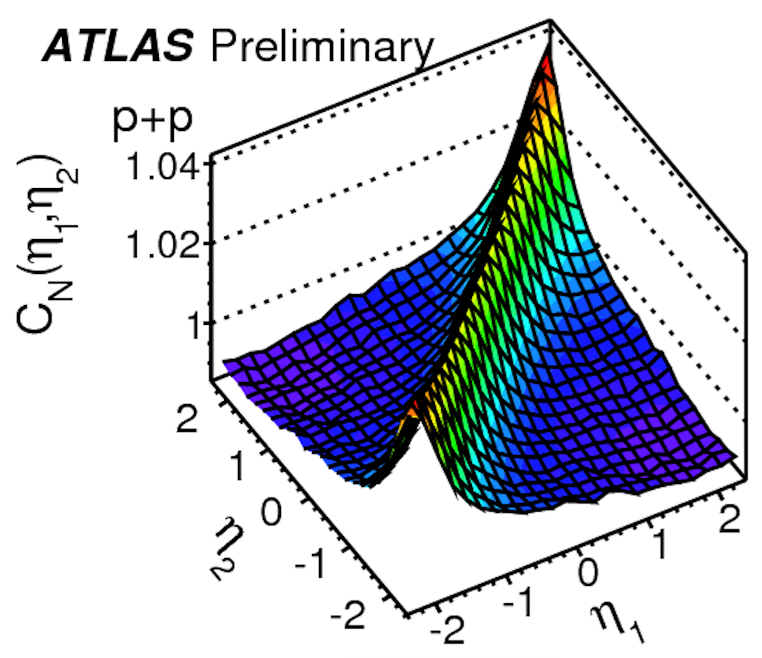 ATLAS Preliminary
p+p
C_N(η_1,η_2)
1.04
1.02
1
2
1
0
-1
-2
η_2
-2
-1
0
1
2
η_1